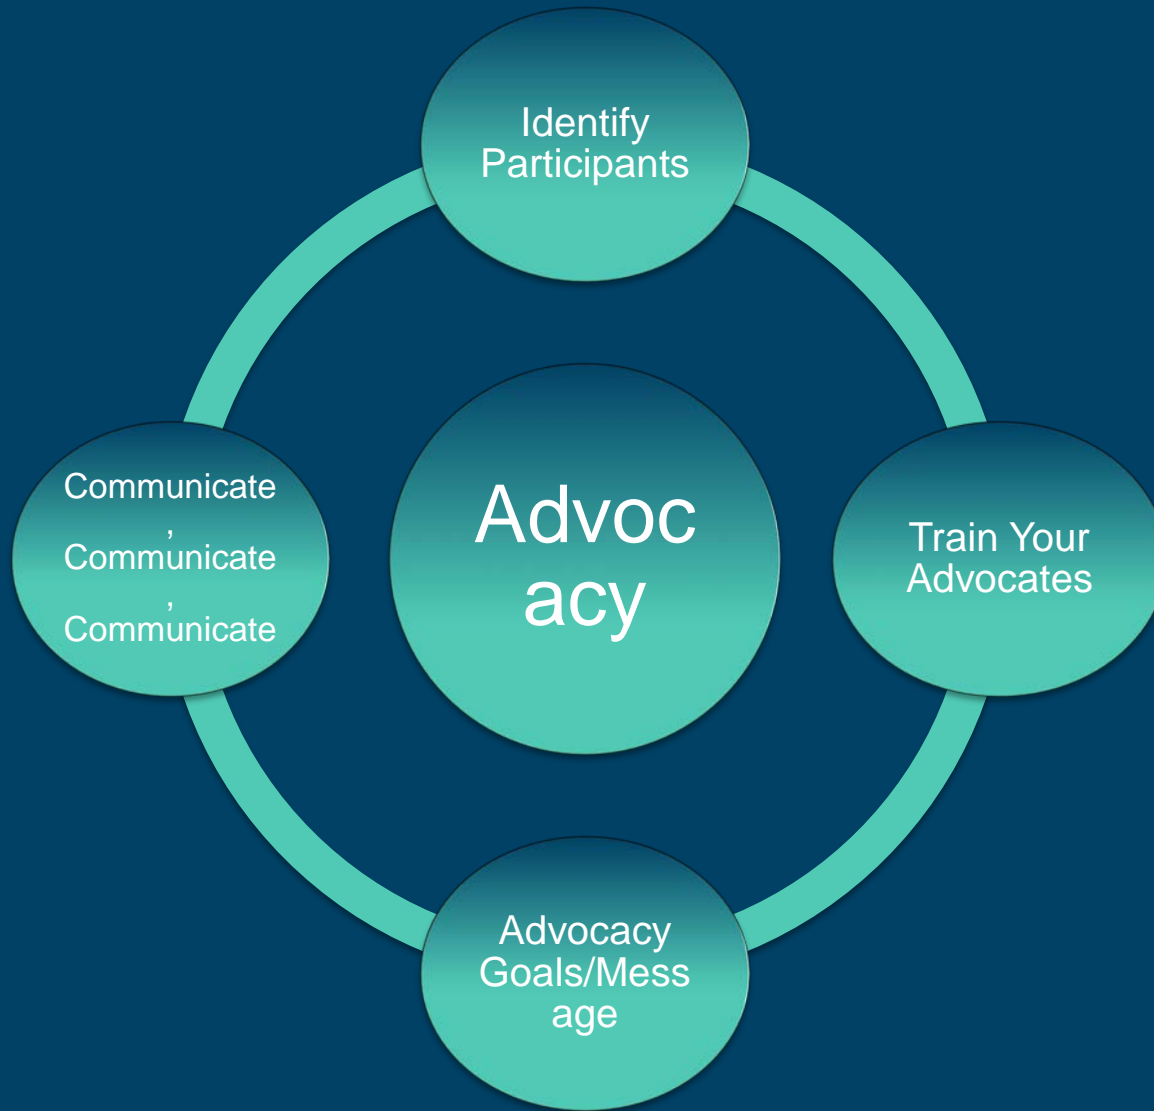 Identify
Participants
Communicate
,
Communicate
,
Communicate
Advoc
acy
Train Your
Advocates
Advocacy
Goals/Mess
age